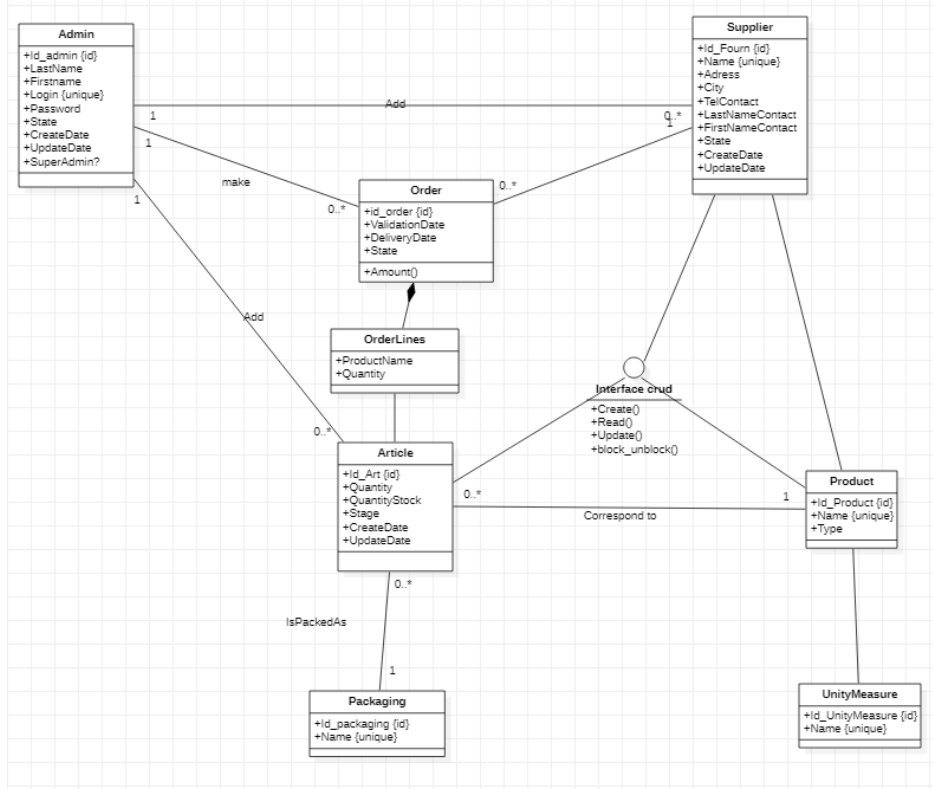 Admin
+Id_admin {id}
+LastName
+Firstname
+Login {unique}
+Password
+State
+CreateDate
+UpdateDate
+SuperAdmin?
Supplier
+Id_Fourn {id}
+Name {unique}
+Adress
+City
+TelContact
+LastNameContact
+FirstNameContact
+State
+CreateDate
+UpdateDate
Add
1
0..*
1
1
make
0..*
0..*
1
Order
+id_order {id}
+ValidationDate
+DeliveryDate
+State
+Amount()
Add
0..*
OrderLines
+ProductName
+Quantity
Interface crud
+Create()
+Read()
+Update()
+block_unblock()
Article
+Id_Art {id}
+Quantity
+QuantityStock
+Stage
+CreateDate
+UpdateDate
0..*
1
Correspond to
Product
+Id_Product {id}
+Name {unique}
+Type
0..*
IsPackedAs
1
Packaging
+Id_packaging {id}
+Name {unique}
UnityMeasure
+Id_UnityMeasure {id}
+Name {unique}